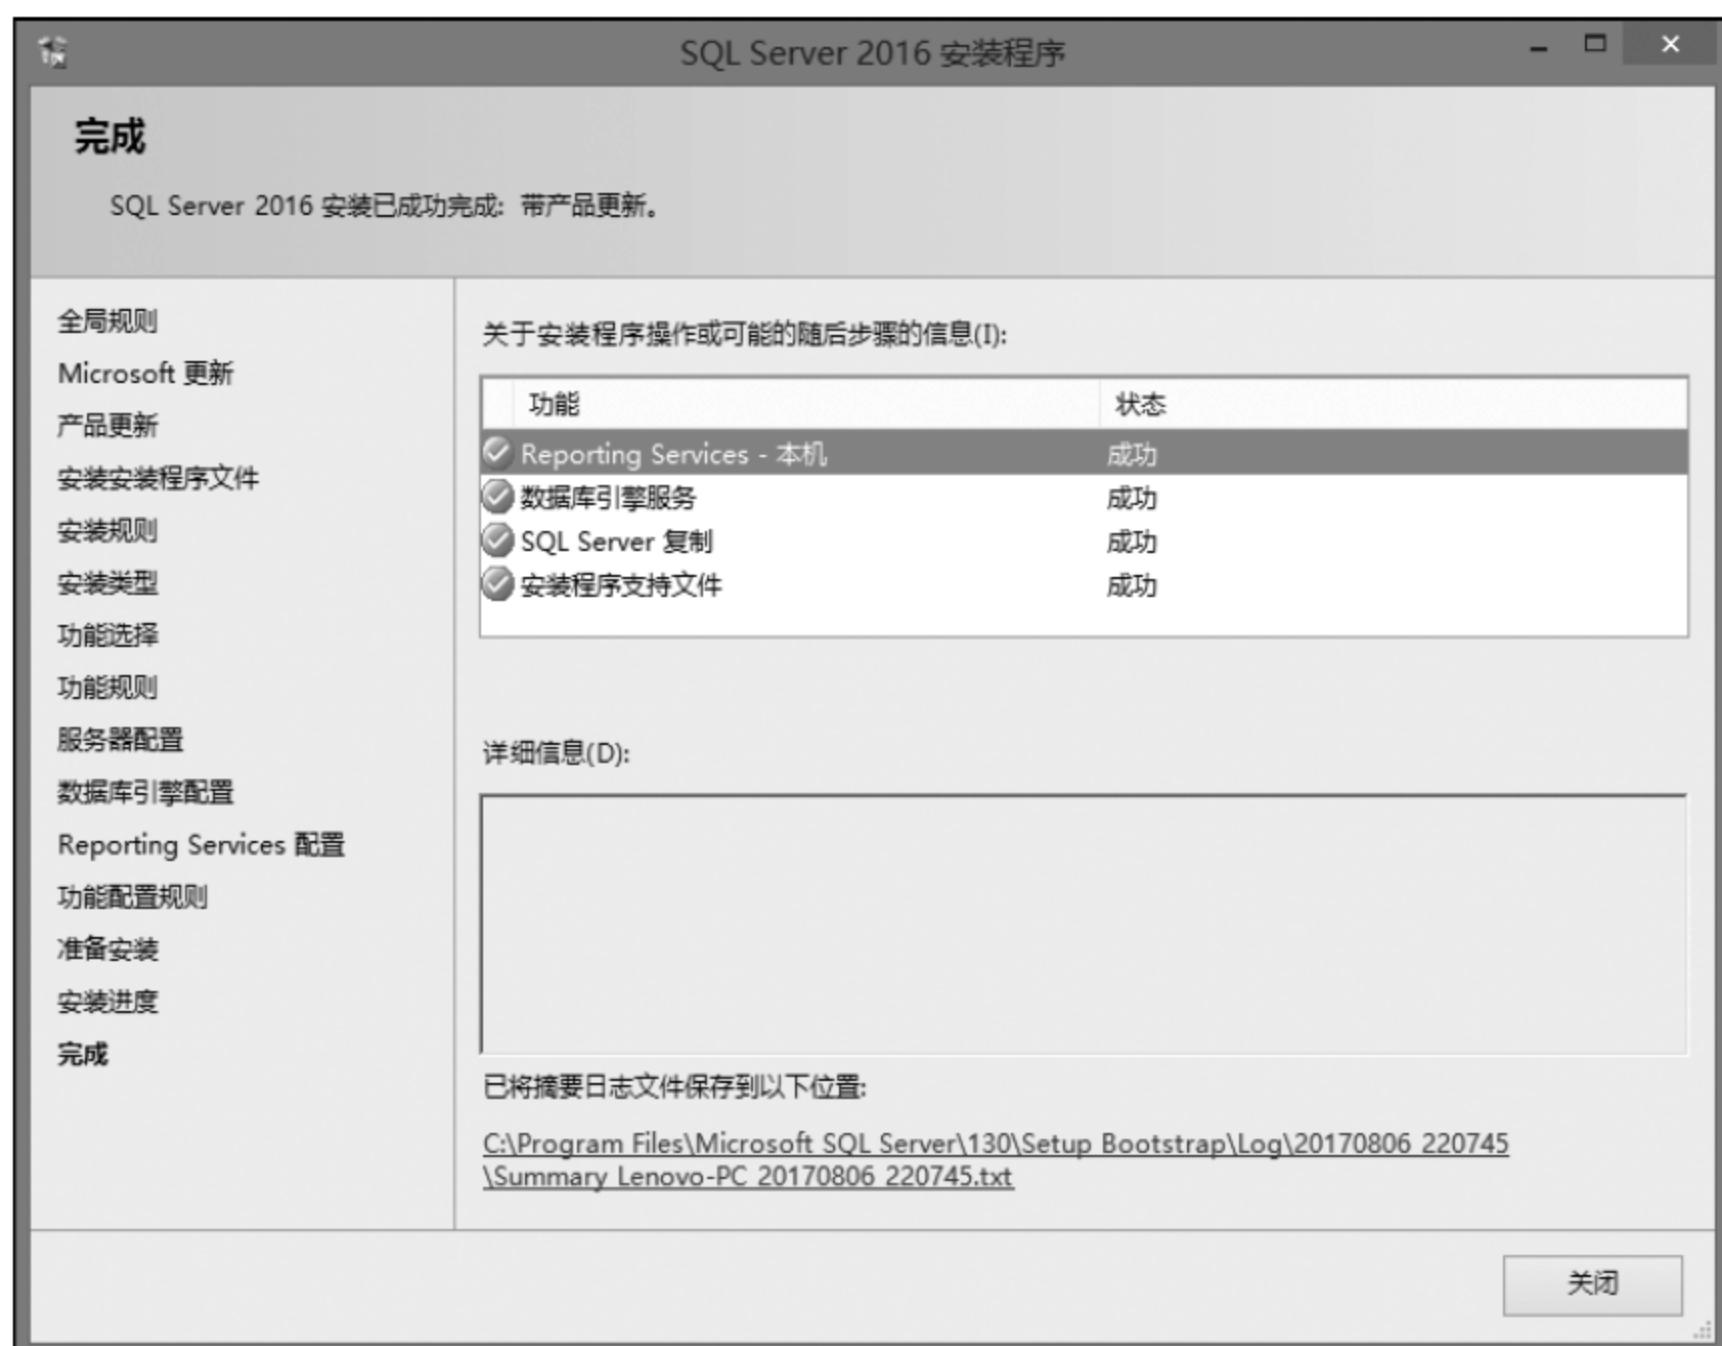 SQL Server 2016 安装程序
完成
SQL Server 2016 安装已成功完成: 带产品更新。
全局规则
Microsoft 更新
产品更新
安装安装程序文件
安装规则
安装类型
功能选择
功能规则
服务器配置
数据库引擎配置
Reporting Services 配置
功能配置规则
准备安装
安装进度
完成
关于安装程序操作或可能的随后步骤的信息(I):
功能 状态
Reporting Services - 本机 成功
数据库引擎服务 成功
SQL Server 复制 成功
安装程序支持文件 成功
详细信息(D):
已将摘要日志文件保存到以下位置:
C:\Program Files\Microsoft SQL Server\130\Setup Bootstrap\Log\20170806_220745
\Summary_Lenovo-PC_20170806_220745.txt
关闭